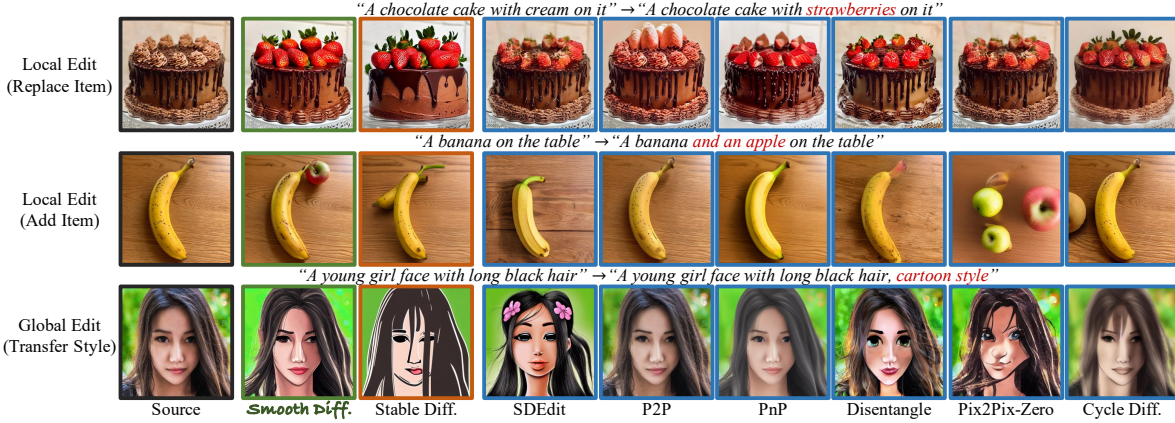 “A chocolate cake with cream on it” → “A chocolate cake with strawberries on it”
Local Edit
(Replace Item)
“A banana on the table” → “A banana and an apple on the table”
Local Edit
(Add Item)
“A young girl face with long black hair” → “A young girl face with long black hair, cartoon style”
Global Edit
(Transfer Style)
Source Smooth Diff. Stable Diff. SDEdit P2P PnP Disentangle Pix2Pix-Zero Cycle Diff.